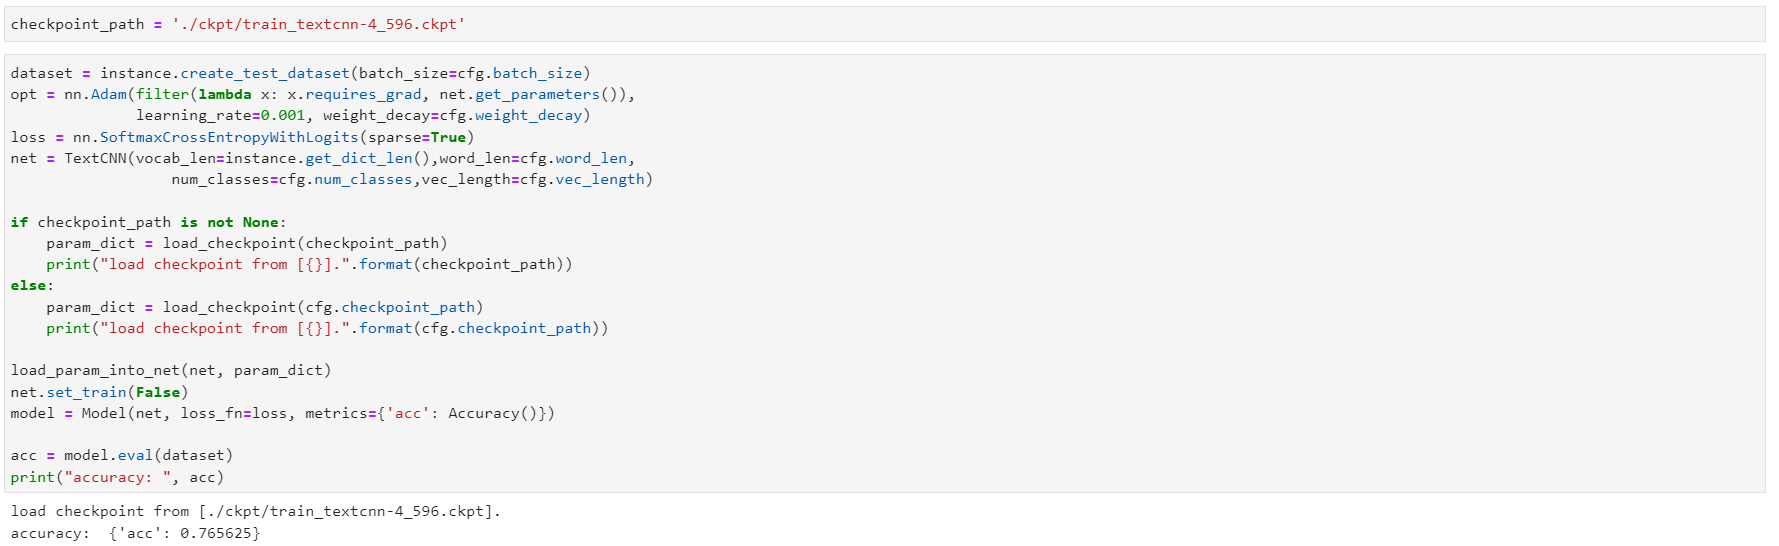 checkpoint_path = './ckpt/train_textcnn-4_596.ckpt'
dataset = instance.create_test_dataset(batch_size=cfg.batch_size)
opt = nn.Adam(filter(lambda x: x.requires_grad, net.get_parameters()),
              learning_rate=0.001, weight_decay=cfg.weight_decay)
loss = nn.SoftmaxCrossEntropyWithLogits(sparse=True)
net = TextCNN(vocab_len=instance.get_dict_len(),word_len=cfg.word_len,
                  num_classes=cfg.num_classes,vec_length=cfg.vec_length)
if checkpoint_path is not None:
    param_dict = load_checkpoint(checkpoint_path)
    print("load checkpoint from [{}].".format(checkpoint_path))
else:
    param_dict = load_checkpoint(cfg.checkpoint_path)
    print("load checkpoint from [{}].".format(cfg.checkpoint_path))
load_param_into_net(net, param_dict)
net.set_train(False)
model = Model(net, loss_fn=loss, metrics={'acc': Accuracy()})
acc = model.eval(dataset)
print("accuracy: ", acc)
load checkpoint from [./ckpt/train_textcnn-4_596.ckpt].
accuracy:  {'acc': 0.765625}